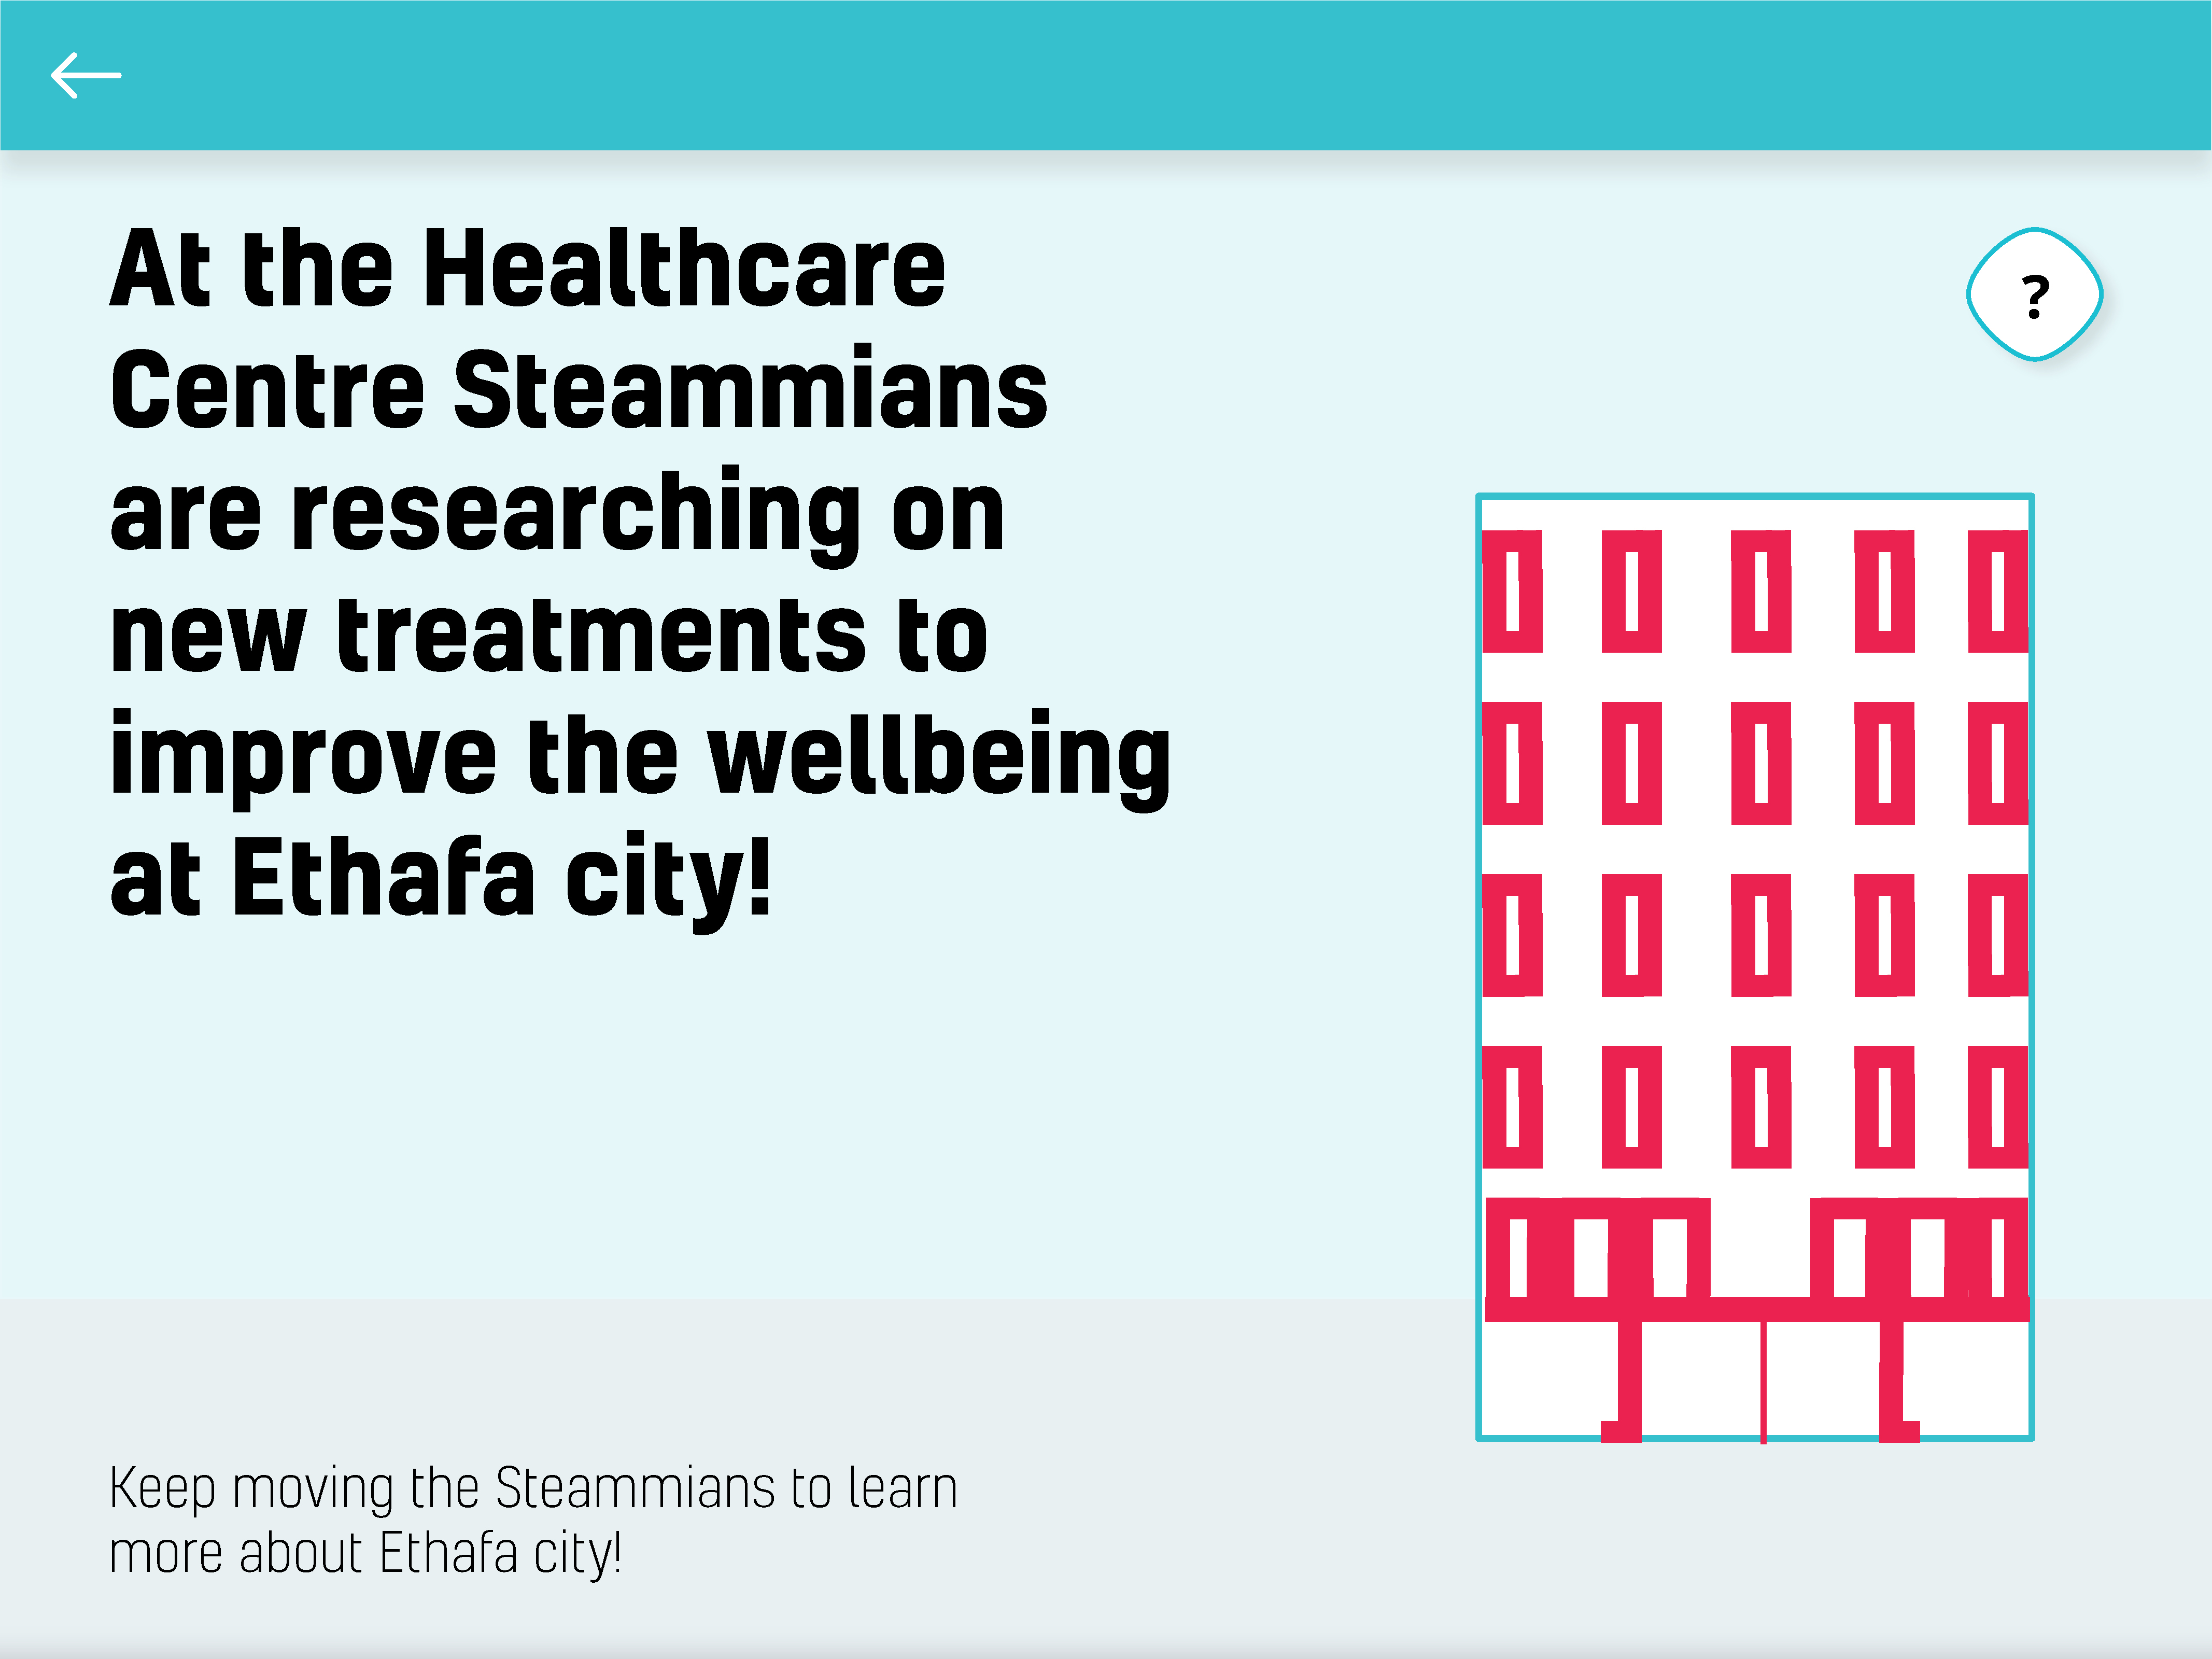 At the Healthcare
?
Centre Steammians
are researching on
new treatments to
improve the wellbeing
at Ethafa city!
Keep moving the Steammians to learn
more about Ethafa city!